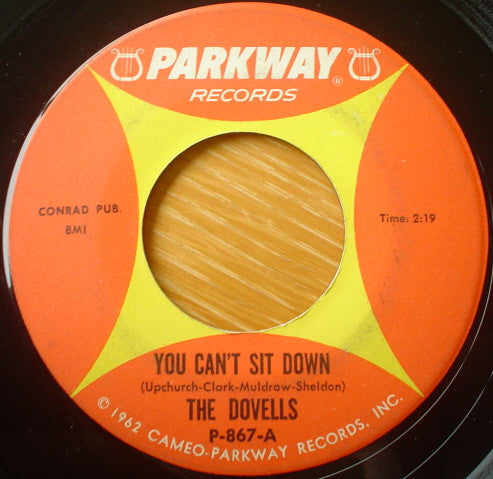 PARKWAY®
RECORDS
CONRAD PUB.
BMI
Time: 2:19
YOU CAN'T SIT DOWN
(Upchurch-Clark-Muldrow-Sheldon)
THE DOVELLS
P-867-A
© 1962 CAMEO-PARKWAY RECORDS, INC.